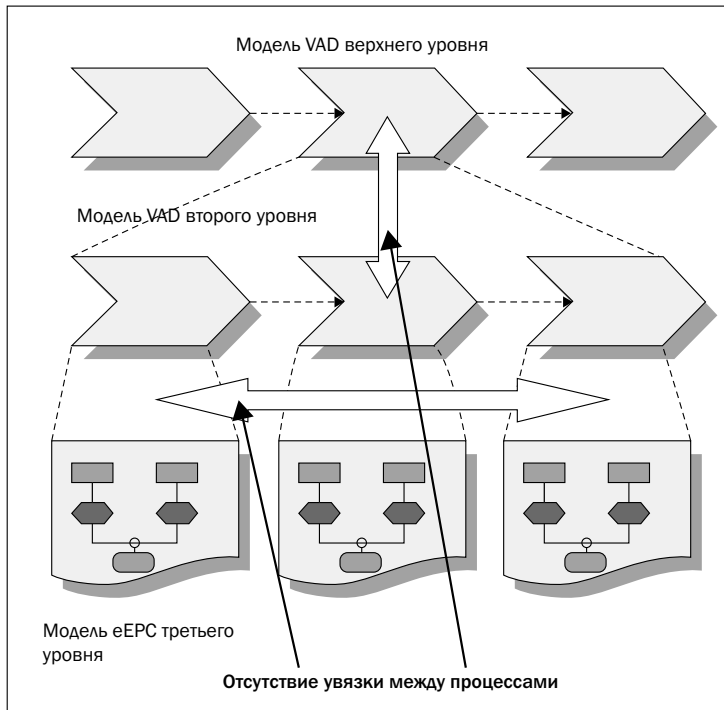 Модель VAD верхнего уровня
Модель VAD второго уровня
Модель eEPC третьего
уровня
Отсутствие увязки между процессами